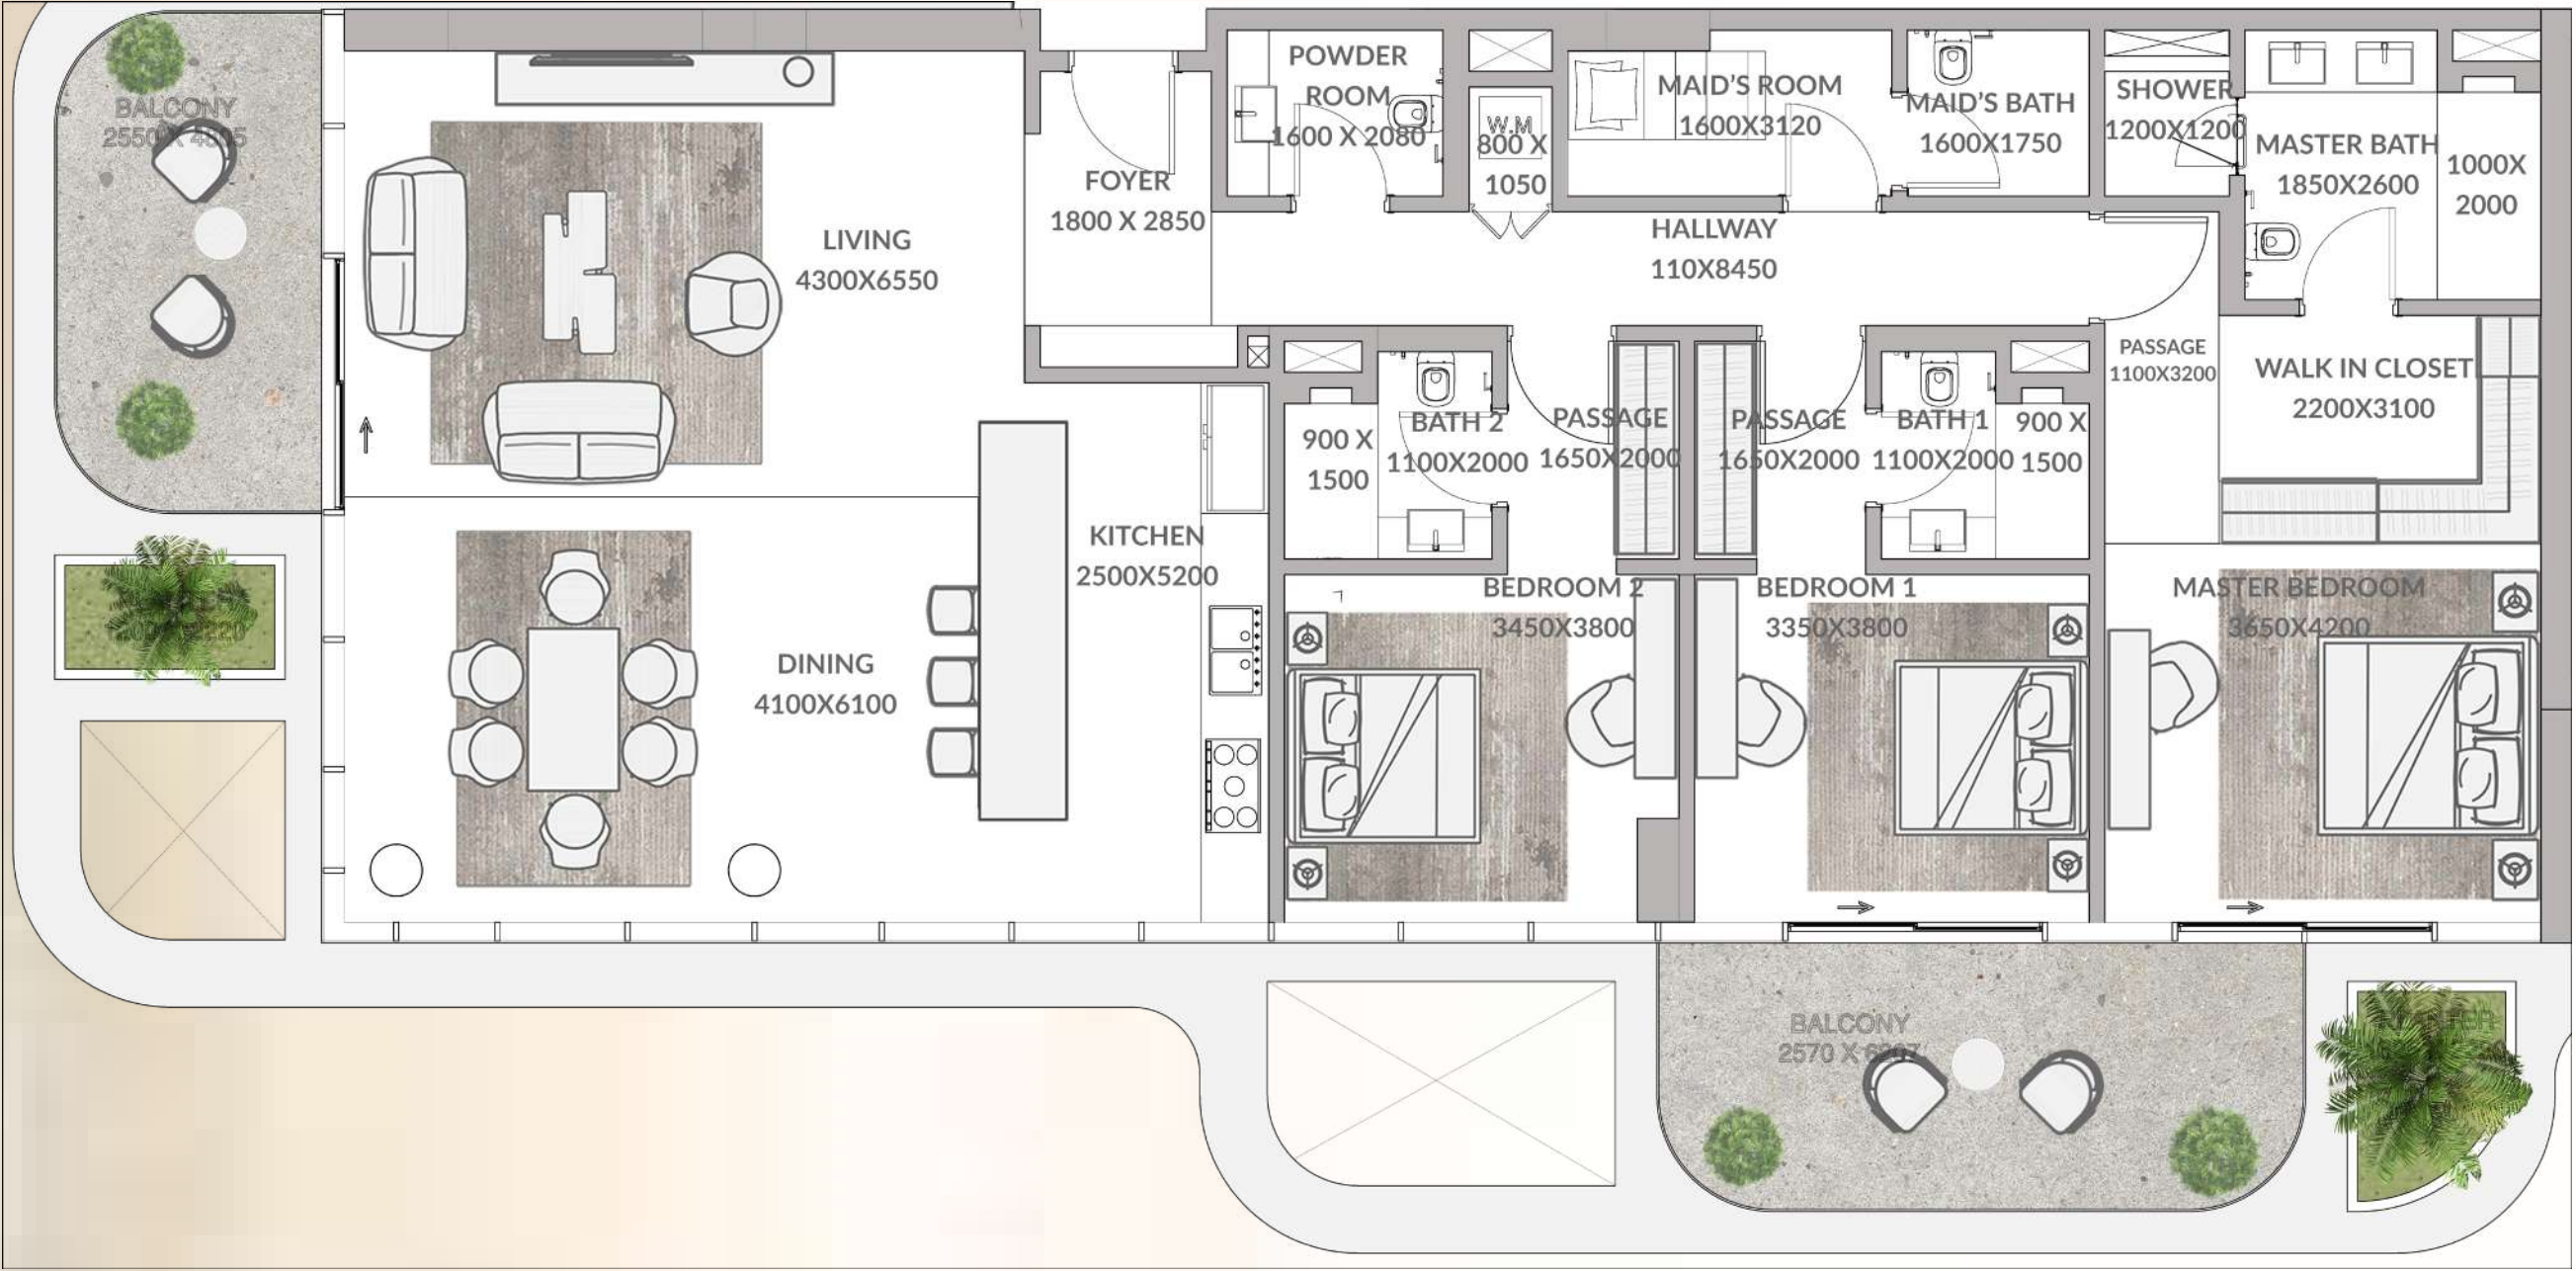 BALCONY
2550 X 4895
LIVING
4300X6550
FOYER
1800 X 2850
POWDER
ROOM
1600 X 2080
W.M
800 X
1050
MAID'S ROOM
1600X3120
MAID'S BATH
1600X1750
SHOWER
1200X1200
MASTER BATH
1850X2600
1000X
2000
HALLWAY
110X8450
PASSAGE
1100X3200
WALK IN CLOSET
2200X3100
900 X
1500
BATH 2
1100X2000
PASSAGE
1650X2000
PASSAGE
1650X2000
BATH 1
1100X2000
900 X
1500
KITCHEN
2500X5200
DINING
4100X6100
BEDROOM 2
3450X3800
BEDROOM 1
3350X3800
MASTER BEDROOM
3650X4200
BALCONY
2570 X